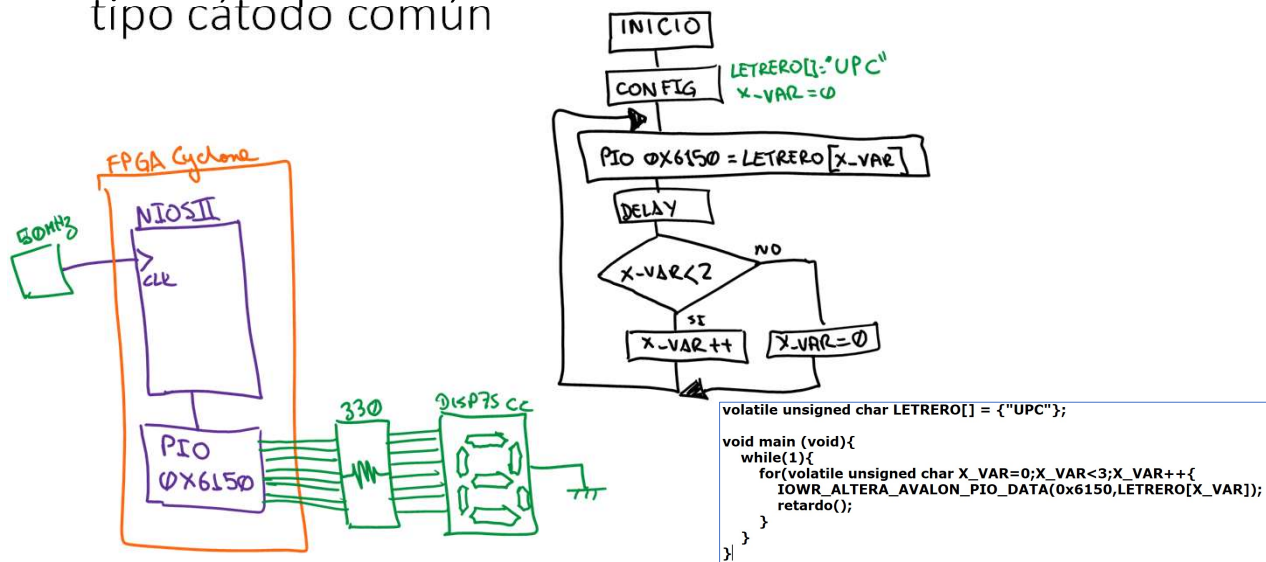 tipo cátodo común
INICIO
CONFIG
LETRERO[]="UPC"
X_VAR=0
PIO 0X6150 = LETRERO[X_VAR]
DELAY
X_VAR<2
NO
SI
X_VAR++
X_VAR=0
FPGA Cyclone
50MHz
NIOSII
CLK
PIO
0X6150
330
DISP7S CC
volatile unsigned char LETRERO[] = {"UPC"};
void main (void){
while(1){
for(volatile unsigned char X_VAR=0;X_VAR<3;X_VAR++{
IOWR_ALTERA_AVALON_PIO_DATA(0x6150,LETRERO[X_VAR]);
retardo();
}
}
}